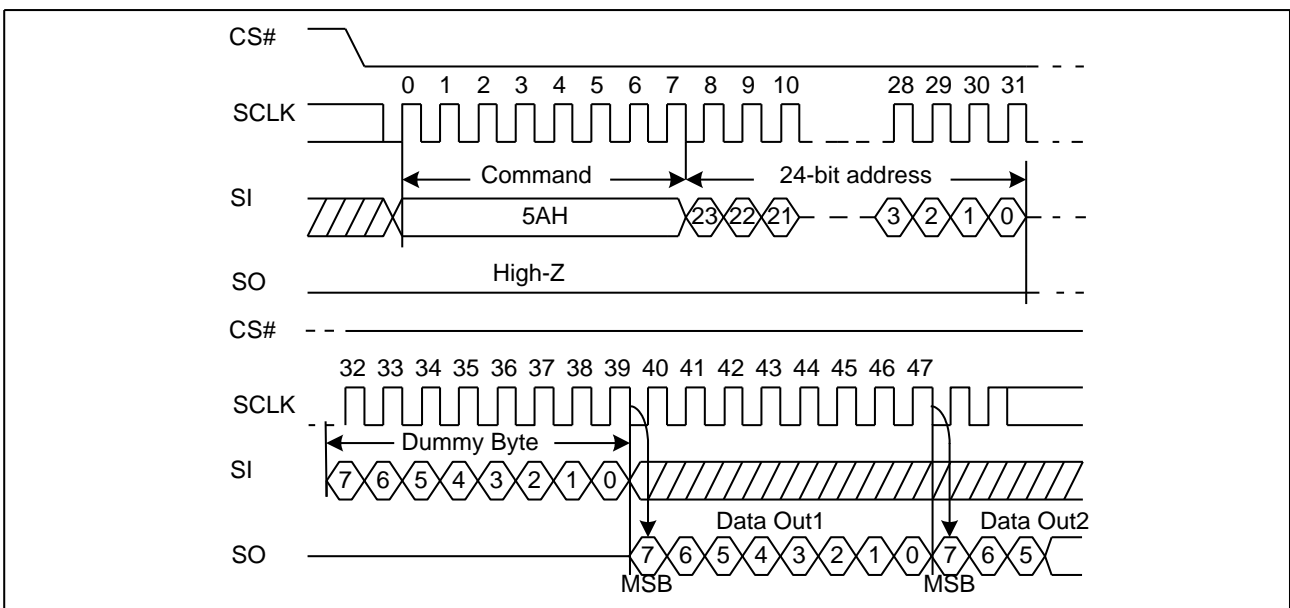 CS#
0 1 2 3 4 5 6 7 8 9 10 28 29 30 31
SCLK
Command 24-bit address
SI
5AH 23 22 21 3 2 1 0
High-Z
SO
CS#
32 33 34 35 36 37 38 39 40 41 42 43 44 45 46 47
SCLK
Dummy Byte
SI
7 6 5 4 3 2 1 0
Data Out1 Data Out2
SO
7 6 5 4 3 2 1 0 7 6 5
MSB MSB